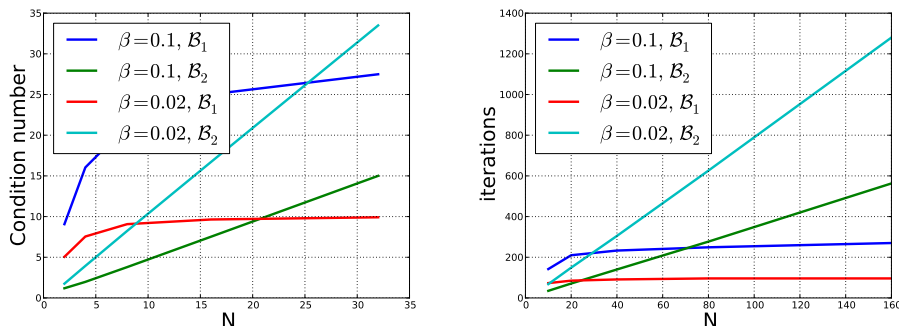 35
30
25
20
15
10
5
0
Condition number
0 5 10 15 20 25 30 35
N
β=0.1, ℬ₁
β=0.1, ℬ₂
β=0.02, ℬ₁
β=0.02, ℬ₂
1400
1200
1000
800
600
400
200
0
iterations
0 20 40 60 80 100 120 140 160
N
β=0.1, ℬ₁
β=0.1, ℬ₂
β=0.02, ℬ₁
β=0.02, ℬ₂